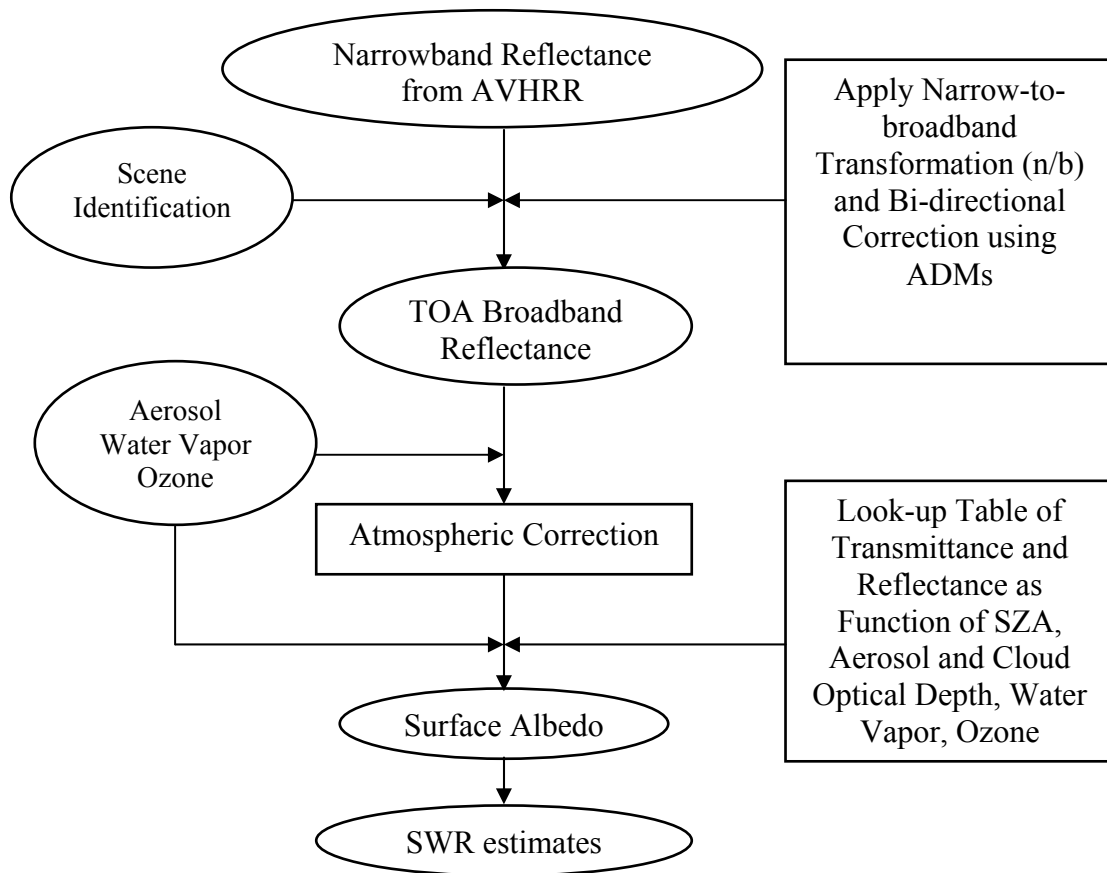 Narrowband Reflectance
from AVHRR
Scene
Identification
Apply Narrow-to-
broadband
Transformation (n/b)
and Bi-directional
Correction using
ADMs
TOA Broadband
Reflectance
Aerosol
Water Vapor
Ozone
Atmospheric Correction
Look-up Table of
Transmittance and
Reflectance as
Function of SZA,
Aerosol and Cloud
Optical Depth, Water
Vapor, Ozone
Surface Albedo
SWR estimates